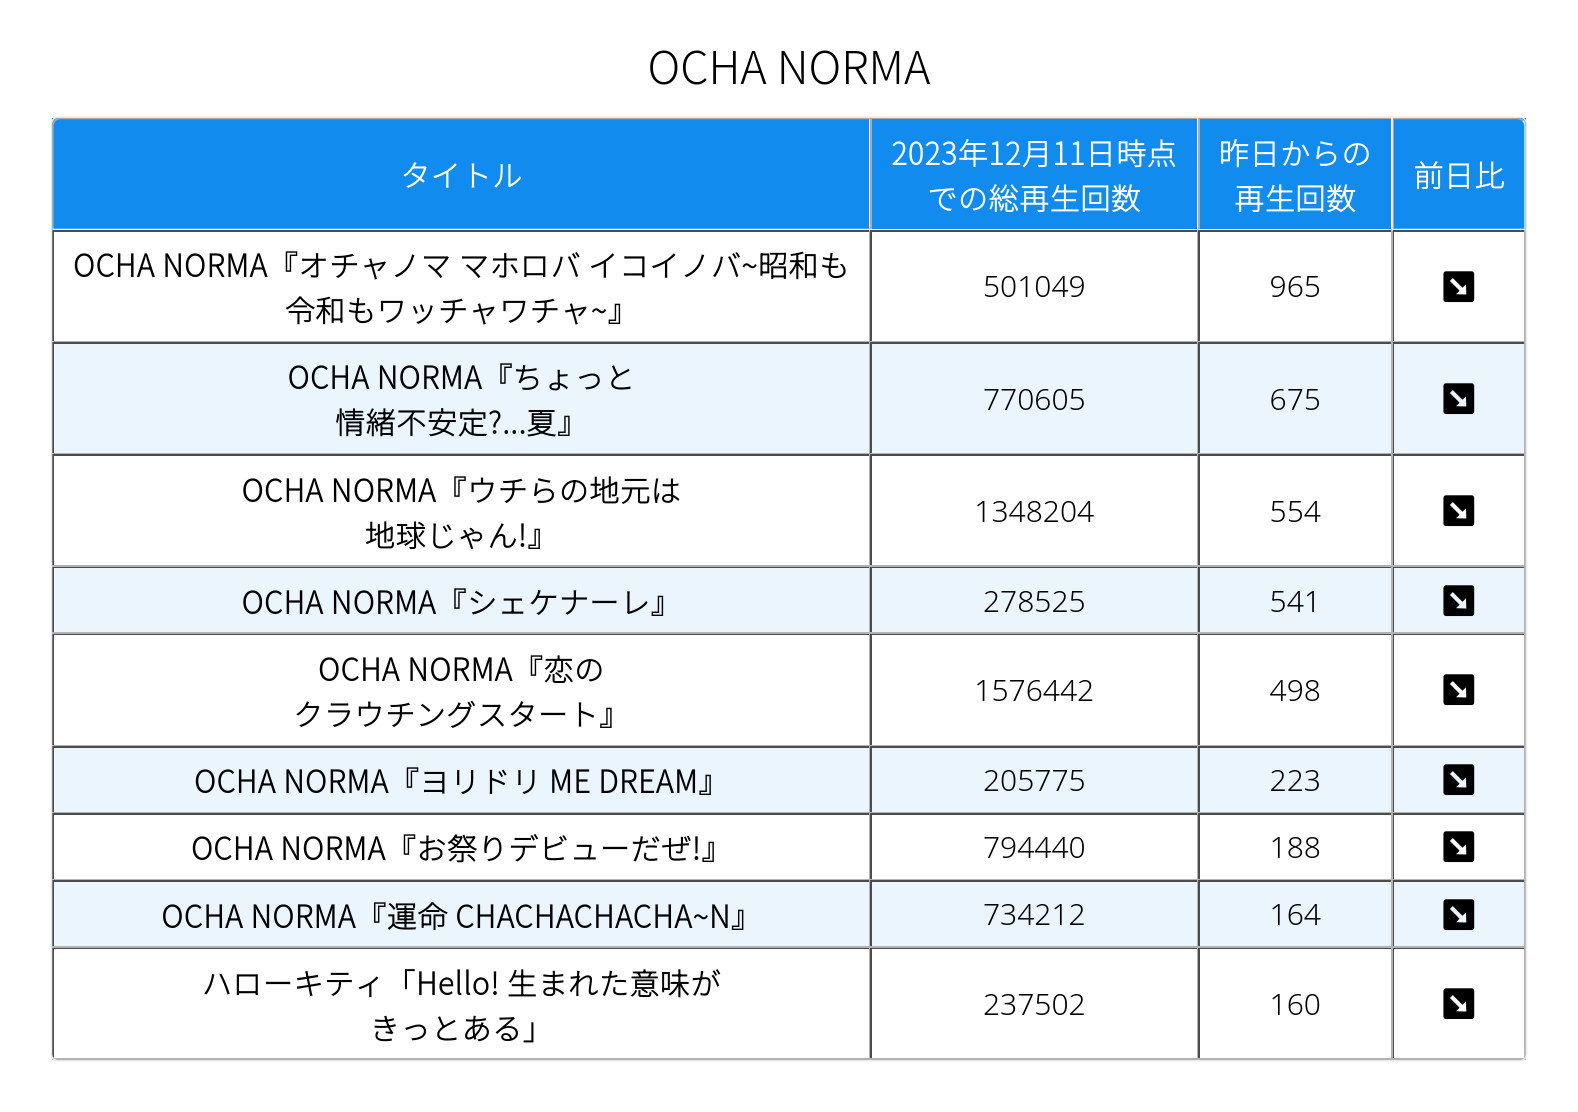 OCHA NORMA
タイトル
2023年12月11日時点
での総再生回数
昨日からの
再生回数
前日比
OCHA NORMA『オチャノマ マホロバ イコイノバ~昭和も
令和もワッチャワチャ~』
501049
965
OCHA NORMA『ちょっと
情緒不安定?...夏』
770605
675
OCHA NORMA『ウチらの地元は
地球じゃん!』
1348204
554
OCHA NORMA『シェケナーレ』
278525
541
OCHA NORMA『恋の
クラウチングスタート』
1576442
498
OCHA NORMA『ヨリドリ ME DREAM』
205775
223
OCHA NORMA『お祭りデビューだぜ!』
794440
188
OCHA NORMA『運命 CHACHACHACHA~N』
734212
164
ハローキティ「Hello! 生まれた意味が
きっとある」
237502
160